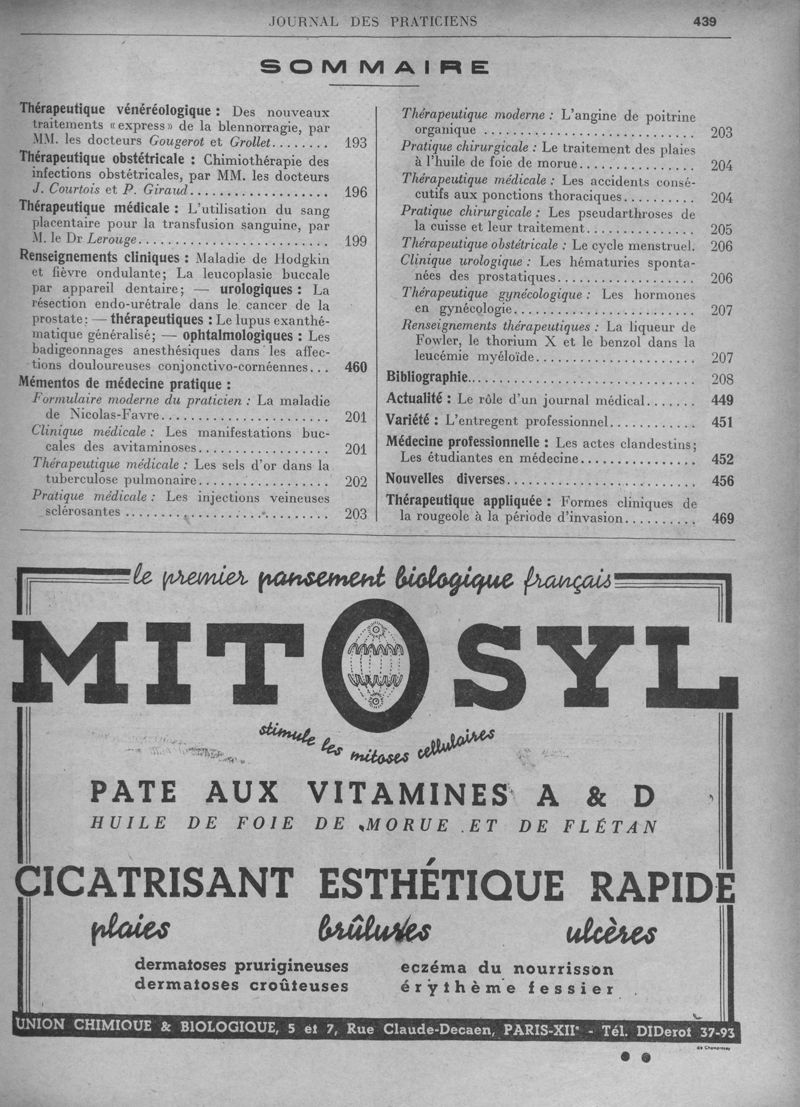 JOURNAL DES PRATICIENS 439
SOMMAIRE
Thérapeutique vénéréologique : Des nouveaux
traitements « express » de la blennorragie, par
MM. les docteurs Gougerot et Grollet........ 193
Thérapeutique obstétricale : Chimiothérapie des
infections obstétricales, par MM. les docteurs
J. Courtois et P. Giraud................... 196
Thérapeutique médicale : L'utilisation du sang
placentaire pour la transfusion sanguine, par
M. le Dr Lerouge.......................... 199
Renseignements cliniques : Maladie de Hodgkin
et fièvre ondulante; La leucoplasie buccale
par appareil dentaire; — urologiques : La
résection endo-urétrale dans le cancer de la
prostate; — thérapeutiques : Le lupus exanthé-
matique généralisé; — ophtalmologiques : Les
badigeonnages anesthésiques dans les affec-
tions douloureuses conjonctivo-cornéennes... 460
Mémentos de médecine pratique :
Formulaire moderne du praticien : La maladie
de Nicolas-Favre....................... 201
Clinique médicale : Les manifestations buc-
cales des avitaminoses.................. 201
Thérapeutique médicale : Les sels d'or dans la
tuberculose pulmonaire.................. 202
Pratique médicale : Les injections veineuses
sclérosantes ............................ 203
Thérapeutique moderne : L'angine de poitrine
organique ............................. 203
Pratique chirurgicale : Le traitement des plaies
à l'huile de foie de morue................ 204
Thérapeutique médicale : Les accidents consé-
cutifs aux ponctions thoraciques.......... 204
Pratique chirurgicale : Les pseudarthroses de
la cuisse et leur traitement............... 205
Thérapeutique obstétricale : Le cycle menstruel. 206
Clinique urologique : Les hématuries sponta-
nées des prostatiques................... 206
Thérapeutique gynécologique : Les hormones
en gynécologie......................... 207
Renseignements thérapeutiques : La liqueur de
Fowler, le thorium X et le benzol dans la
leucémie myéloïde...................... 207
Bibliographie................................ 208
Actualité : Le rôle d'un journal médical....... 449
Variété : L'entregent professionnel............ 451
Médecine professionnelle : Les actes clandestins;
Les étudiantes en médecine................ 452
Nouvelles diverses.......................... 456
Thérapeutique appliquée : Formes cliniques de
la rougeole à la période d'invasion.......... 469
le premier pansement biologique français
MITOSYL
stimule les mitoses cellulaires
PATE AUX VITAMINES A & D
HUILE DE FOIE DE MORUE ET DE FLÉTAN
CICATRISANT ESTHÉTIQUE RAPIDE
plaies brûlures ulcères
dermatoses prurigineuses eczéma du nourrisson
dermatoses croûteuses érythème fessier
UNION CHIMIQUE & BIOLOGIQUE, 5 et 7, Rue Claude-Decaen, PARIS-XIIe - Tél. DIDerot 37-93